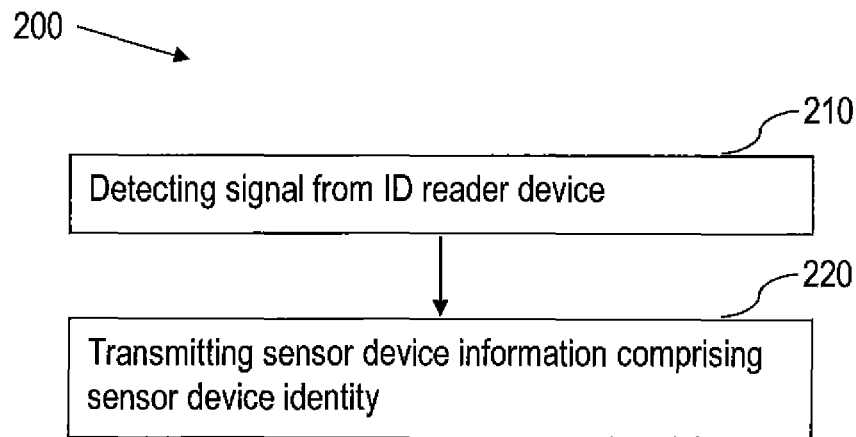 200
210
Detecting signal from ID reader device
220
Transmitting sensor device information comprising
sensor device identity